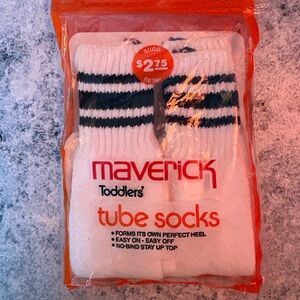 SUGG.
$2.75
RETAIL
maverick
Toddlers'
tube socks
• FORMS ITS OWN PERFECT HEEL
• EASY ON - EASY OFF
• NO-BIND STAY UP TOP